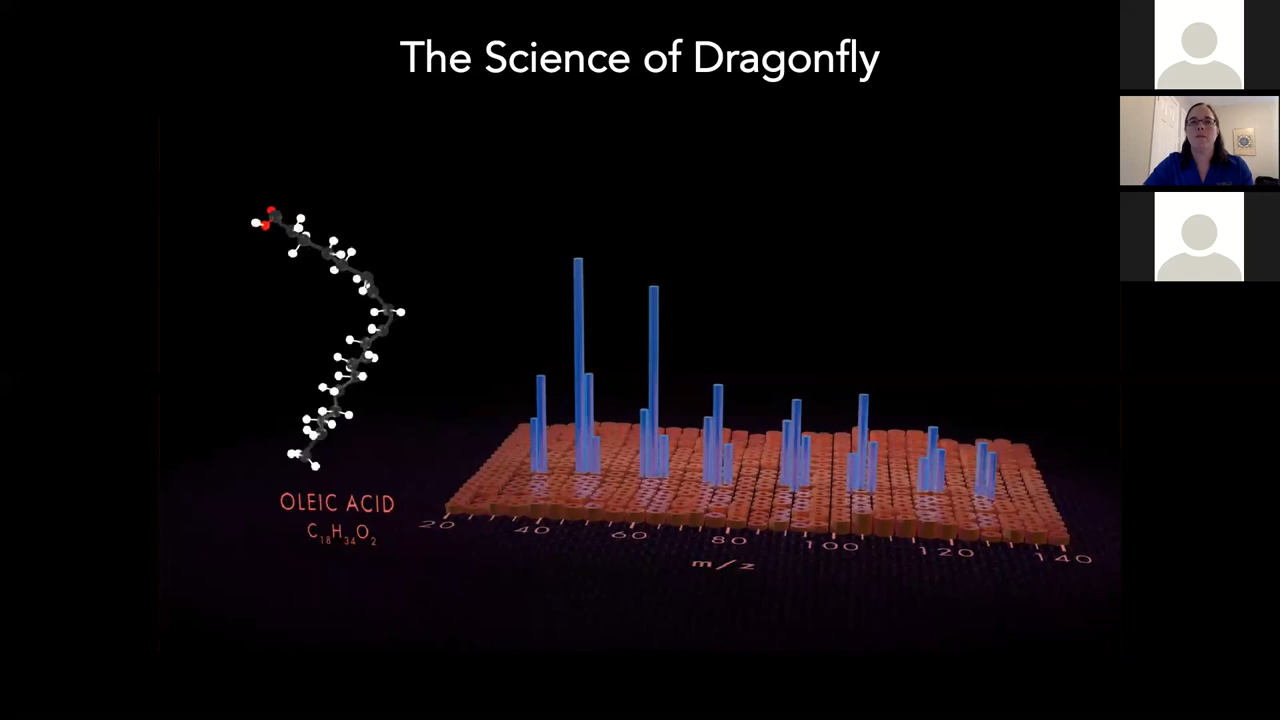 The Science of Dragonfly
OLEIC ACID
C₁₈H₃₄O₂
20 40 60 80 100 120 140
m/z